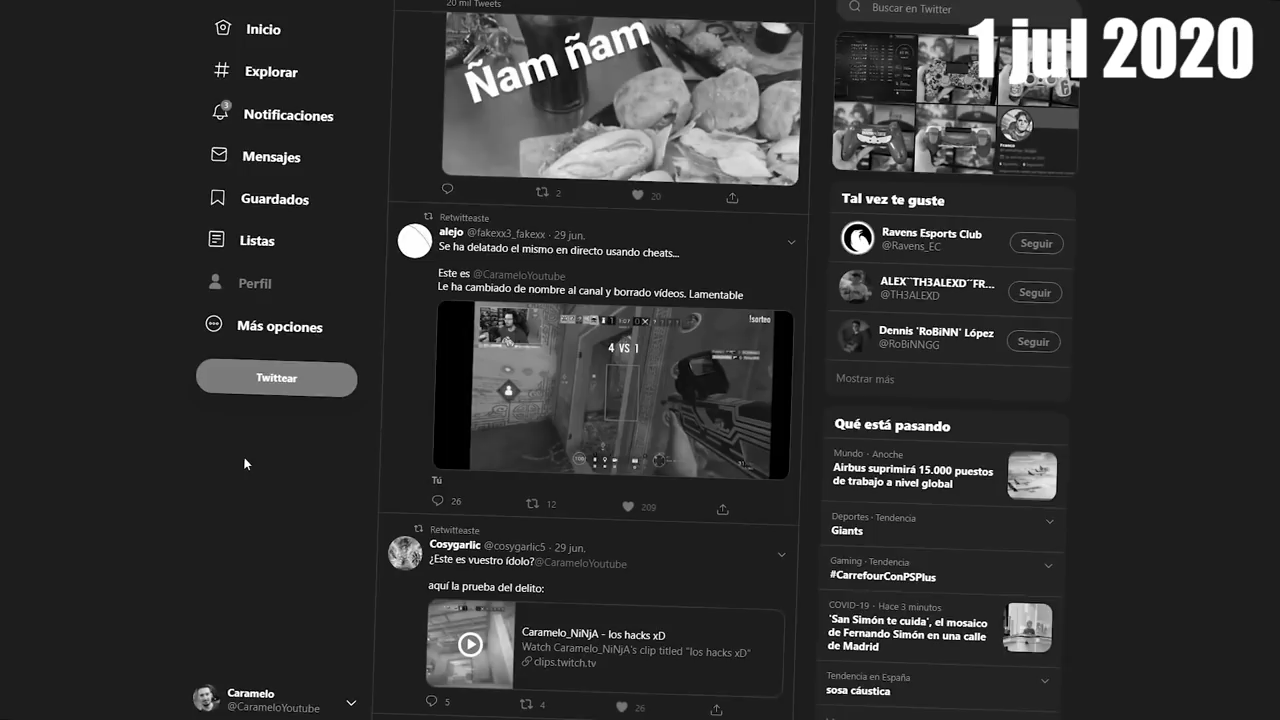 20 mil Tweets
Ñam ñam
2
20
Inicio
Explorar
3
Notificaciones
Mensajes
Guardados
Listas
Perfil
Más opciones
Twittear
Caramelo
@CarameloYoutube
Retwitteaste
alejo @fakexx3_fakexx · 29 jun.
Se ha delatado el mismo en directo usando cheats...
Este es @CarameloYoutube
Le ha cambiado de nombre al canal y borrado vídeos. Lamentable
1:07
!sorteo
4 VS 1
Tú
26
12
209
Retwitteaste
Cosygarlic @cosygarlic5 · 29 jun.
¿Este es vuestro ídolo?@CarameloYoutube
aquí la prueba del delito:
Caramelo_NiNjA - los hacks xD
Watch Caramelo_NiNjA's clip titled "los hacks xD"
clips.twitch.tv
5
4
26
Buscar en Twitter
1 jul 2020
Tal vez te guste
Ravens Esports Club
@Ravens_EC
Seguir
ALEX¨TH3ALEXD¨FR...
@TH3ALEXD
Seguir
Dennis 'RoBiNN' López
@RoBiNNGG
Seguir
Mostrar más
Qué está pasando
Mundo · Anoche
Airbus suprimirá 15.000 puestos
de trabajo a nivel global
Deportes · Tendencia
Giants
Gaming · Tendencia
#CarrefourConPSPlus
COVID-19 · Hace 3 minutos
'San Simón te cuida', el mosaico
de Fernando Simón en una calle
de Madrid
Tendencia en España
sosa cáustica